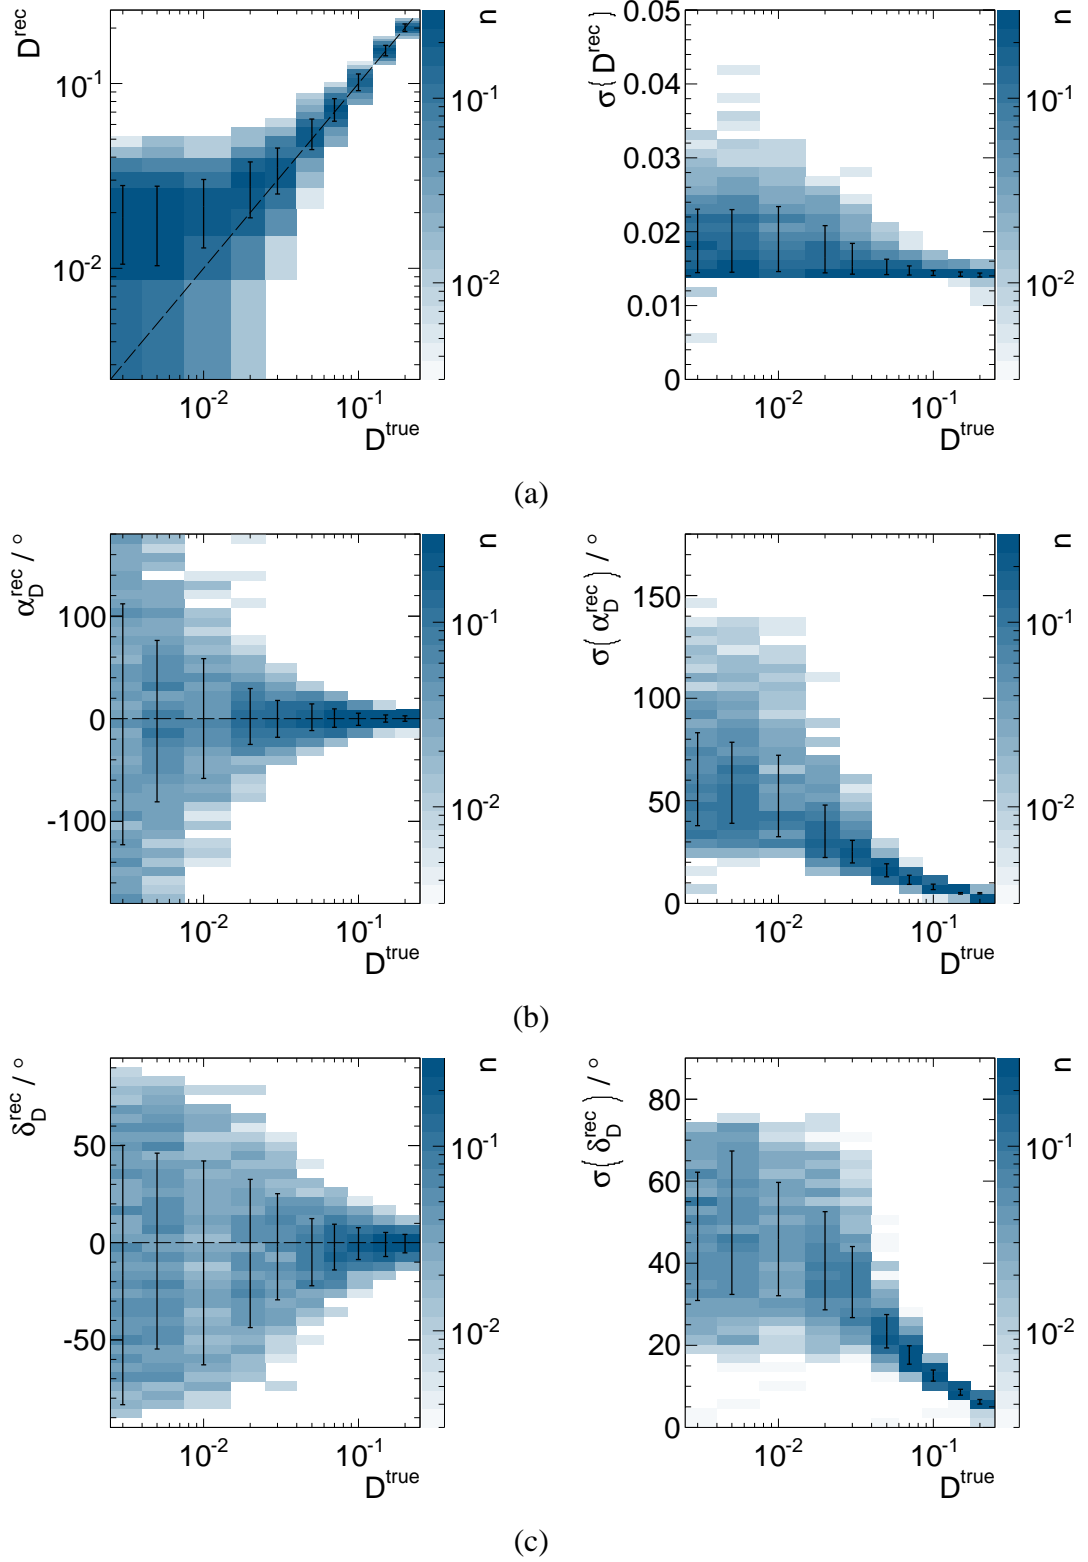 D^rec
10^-1
10^-2
10^-2
10^-1
D^true
n
10^-1
10^-2
σ{D^rec}
0.05
0.04
0.03
0.02
0.01
0
10^-2
10^-1
D^true
n
10^-1
10^-2
(a)
α_D^rec / °
100
0
-100
10^-2
10^-1
D^true
n
10^-1
10^-2
σ{α_D^rec} / °
150
100
50
0
10^-2
10^-1
D^true
n
10^-1
10^-2
(b)
δ_D^rec / °
50
0
-50
10^-2
10^-1
D^true
n
10^-1
10^-2
σ{δ_D^rec} / °
80
60
40
20
0
10^-2
10^-1
D^true
n
10^-1
10^-2
(c)